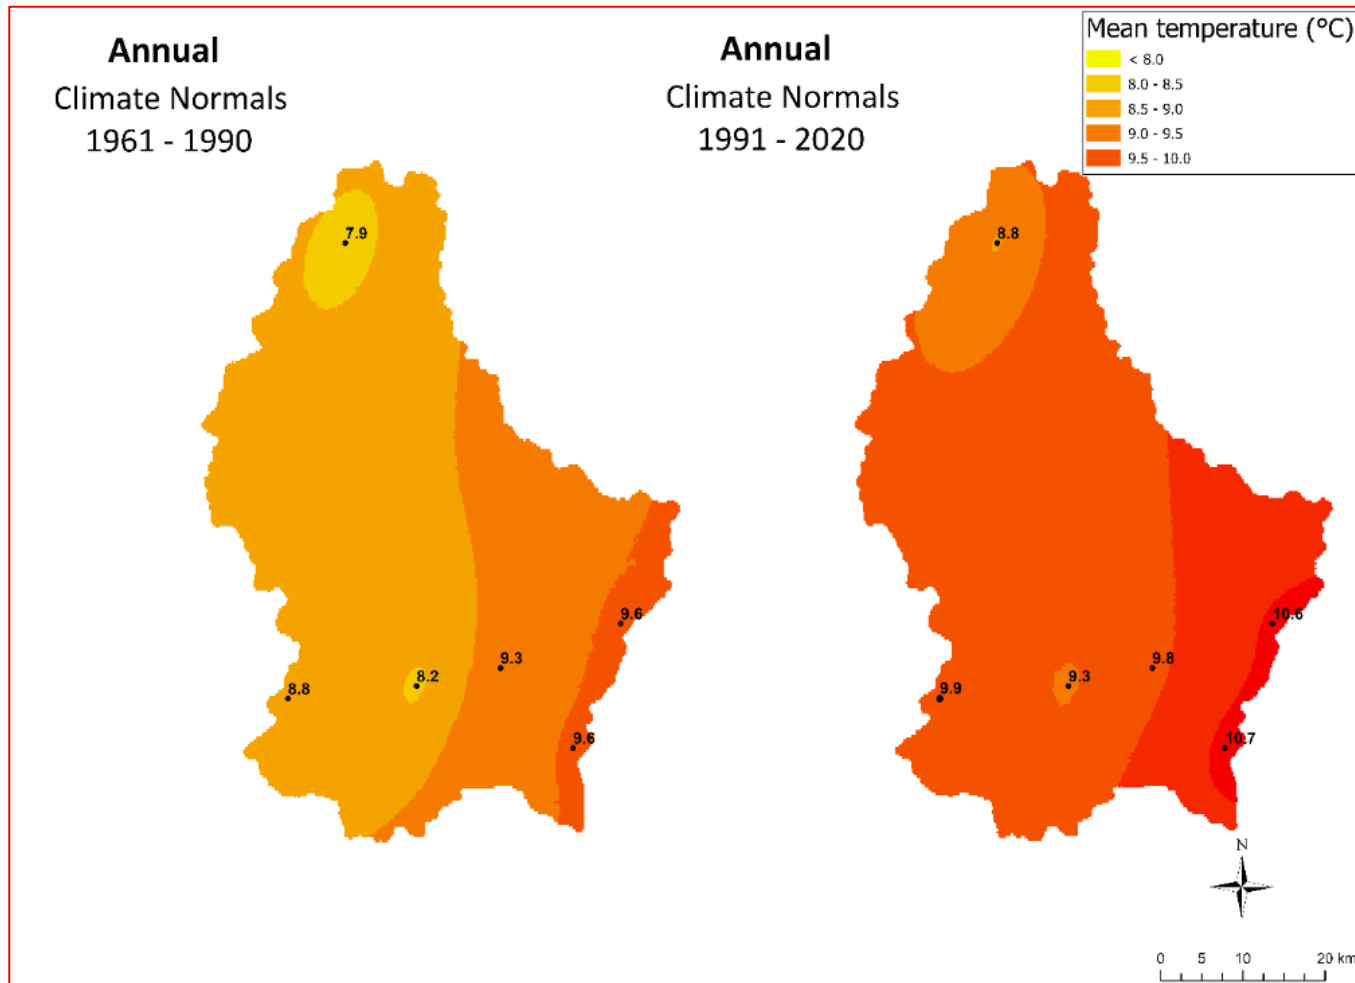 Annual
Climate Normals
1961 - 1990
Annual
Climate Normals
1991 - 2020
Mean temperature (°C)
< 8.0
8.0 - 8.5
8.5 - 9.0
9.0 - 9.5
9.5 - 10.0
7.9
8.8
9.6
9.3
8.2
8.8
9.6
10.6
9.8
9.3
9.9
10.7
N
0 5 10 20 km